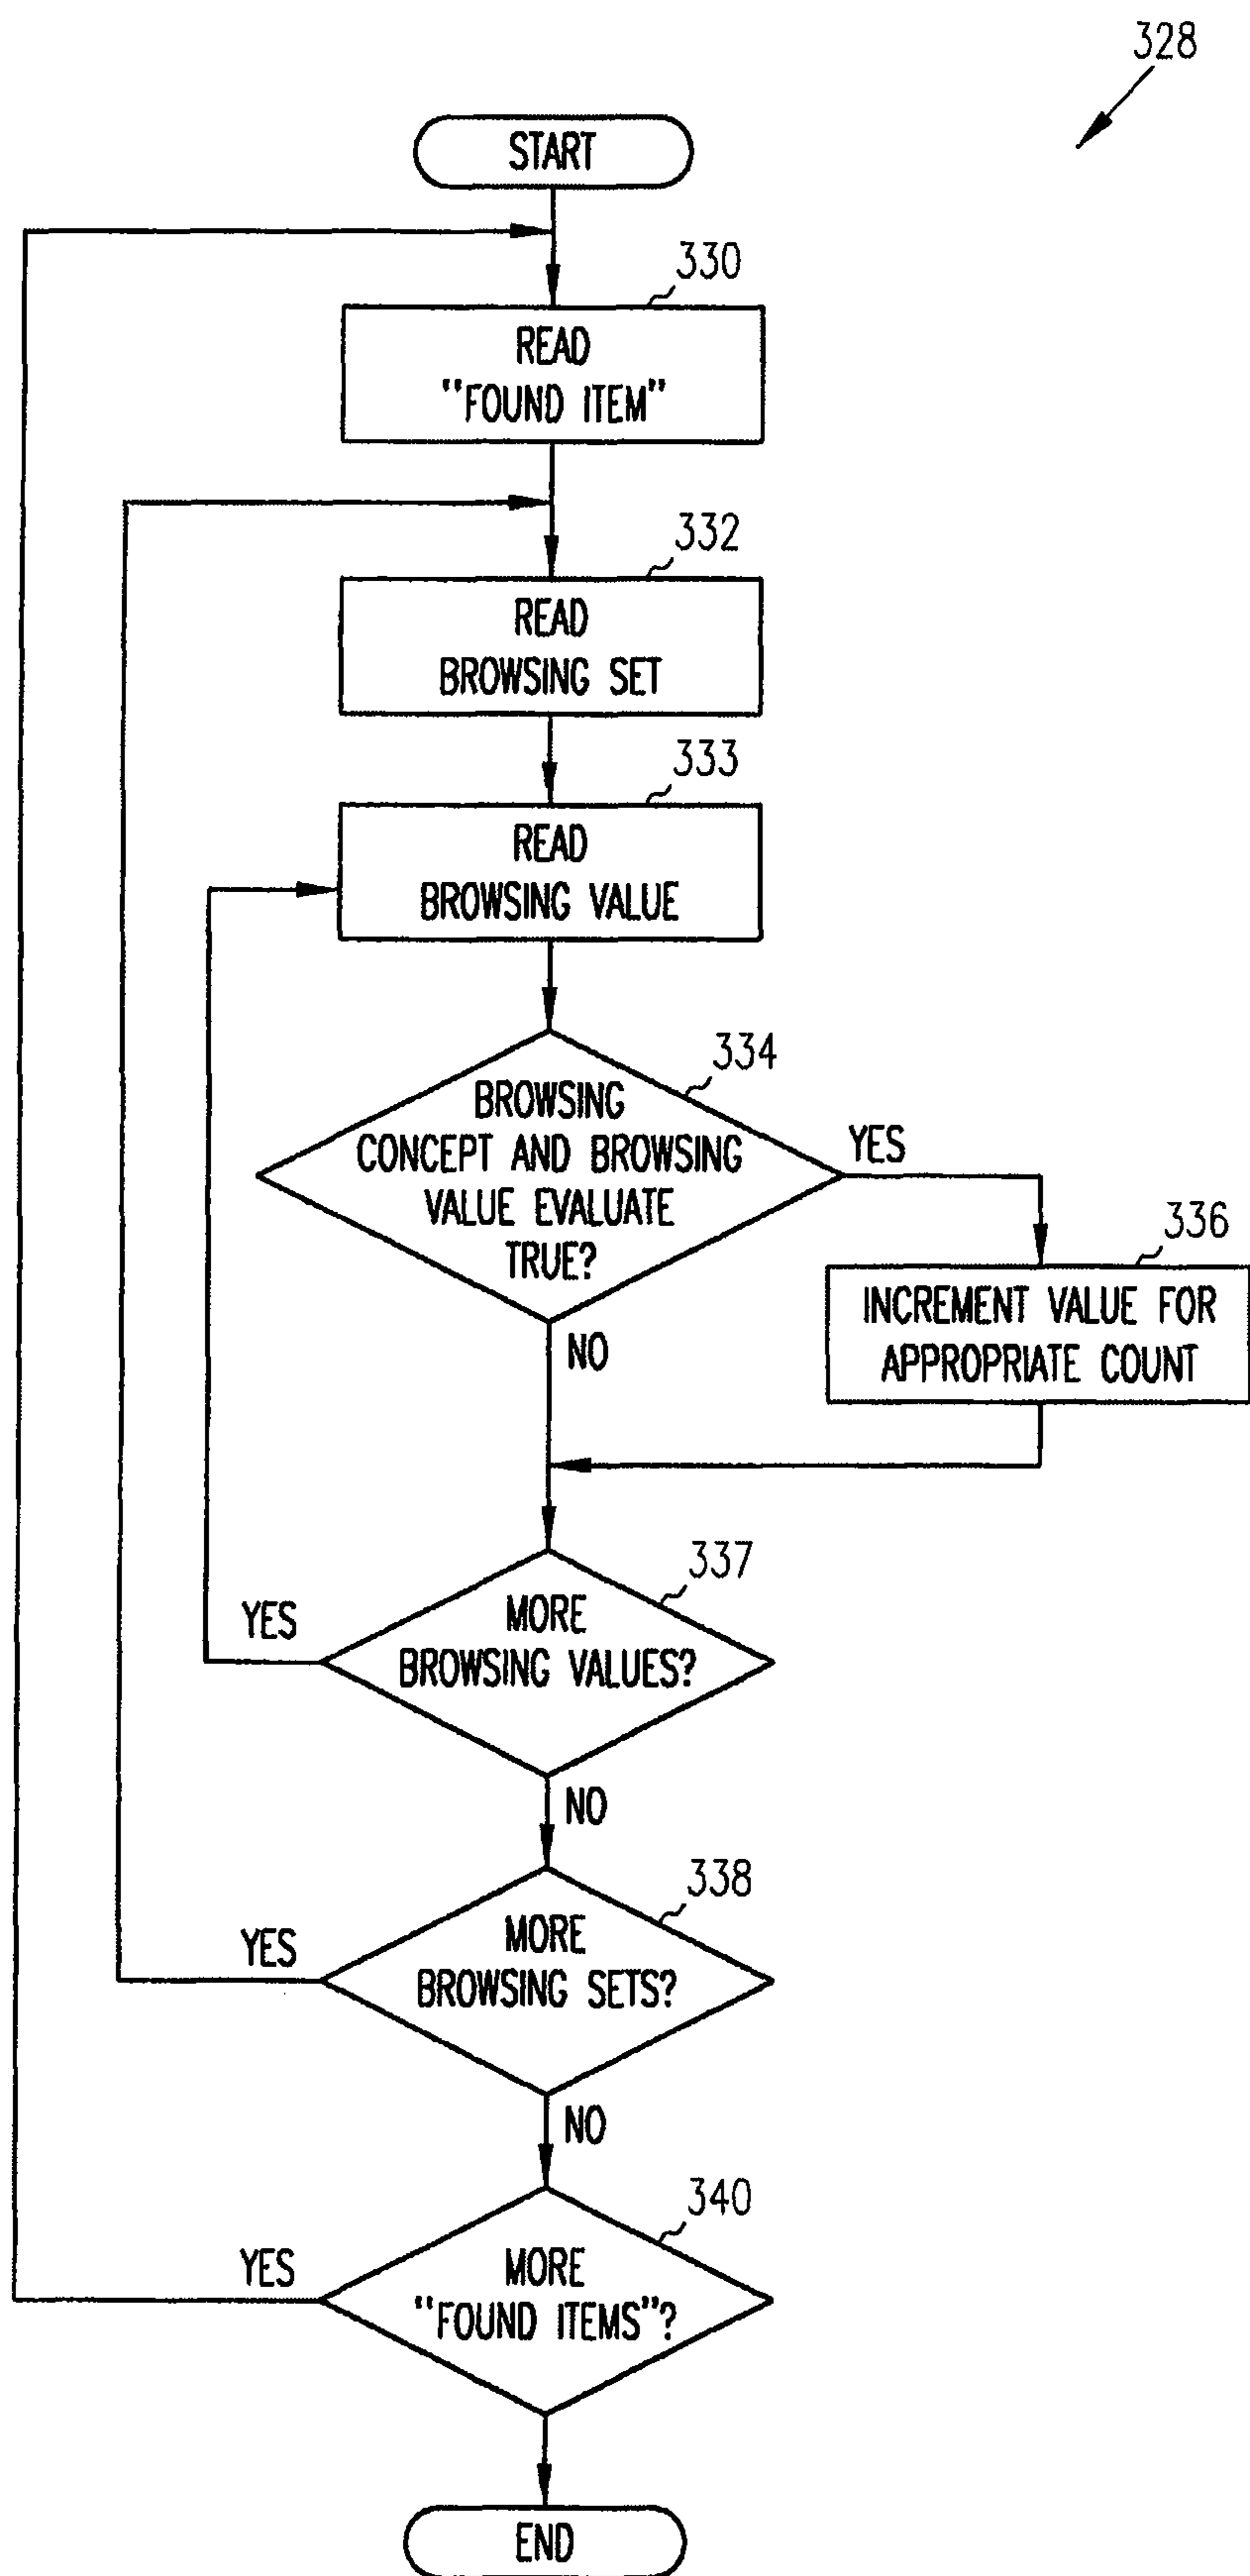 328
START
330
READ
"FOUND ITEM"
332
READ
BROWSING SET
333
READ
BROWSING VALUE
334
BROWSING
CONCEPT AND BROWSING
VALUE EVALUATE
TRUE?
YES
336
INCREMENT VALUE FOR
APPROPRIATE COUNT
NO
337
MORE
BROWSING VALUES?
YES
NO
338
MORE
BROWSING SETS?
YES
NO
340
MORE
"FOUND ITEMS"?
YES
END